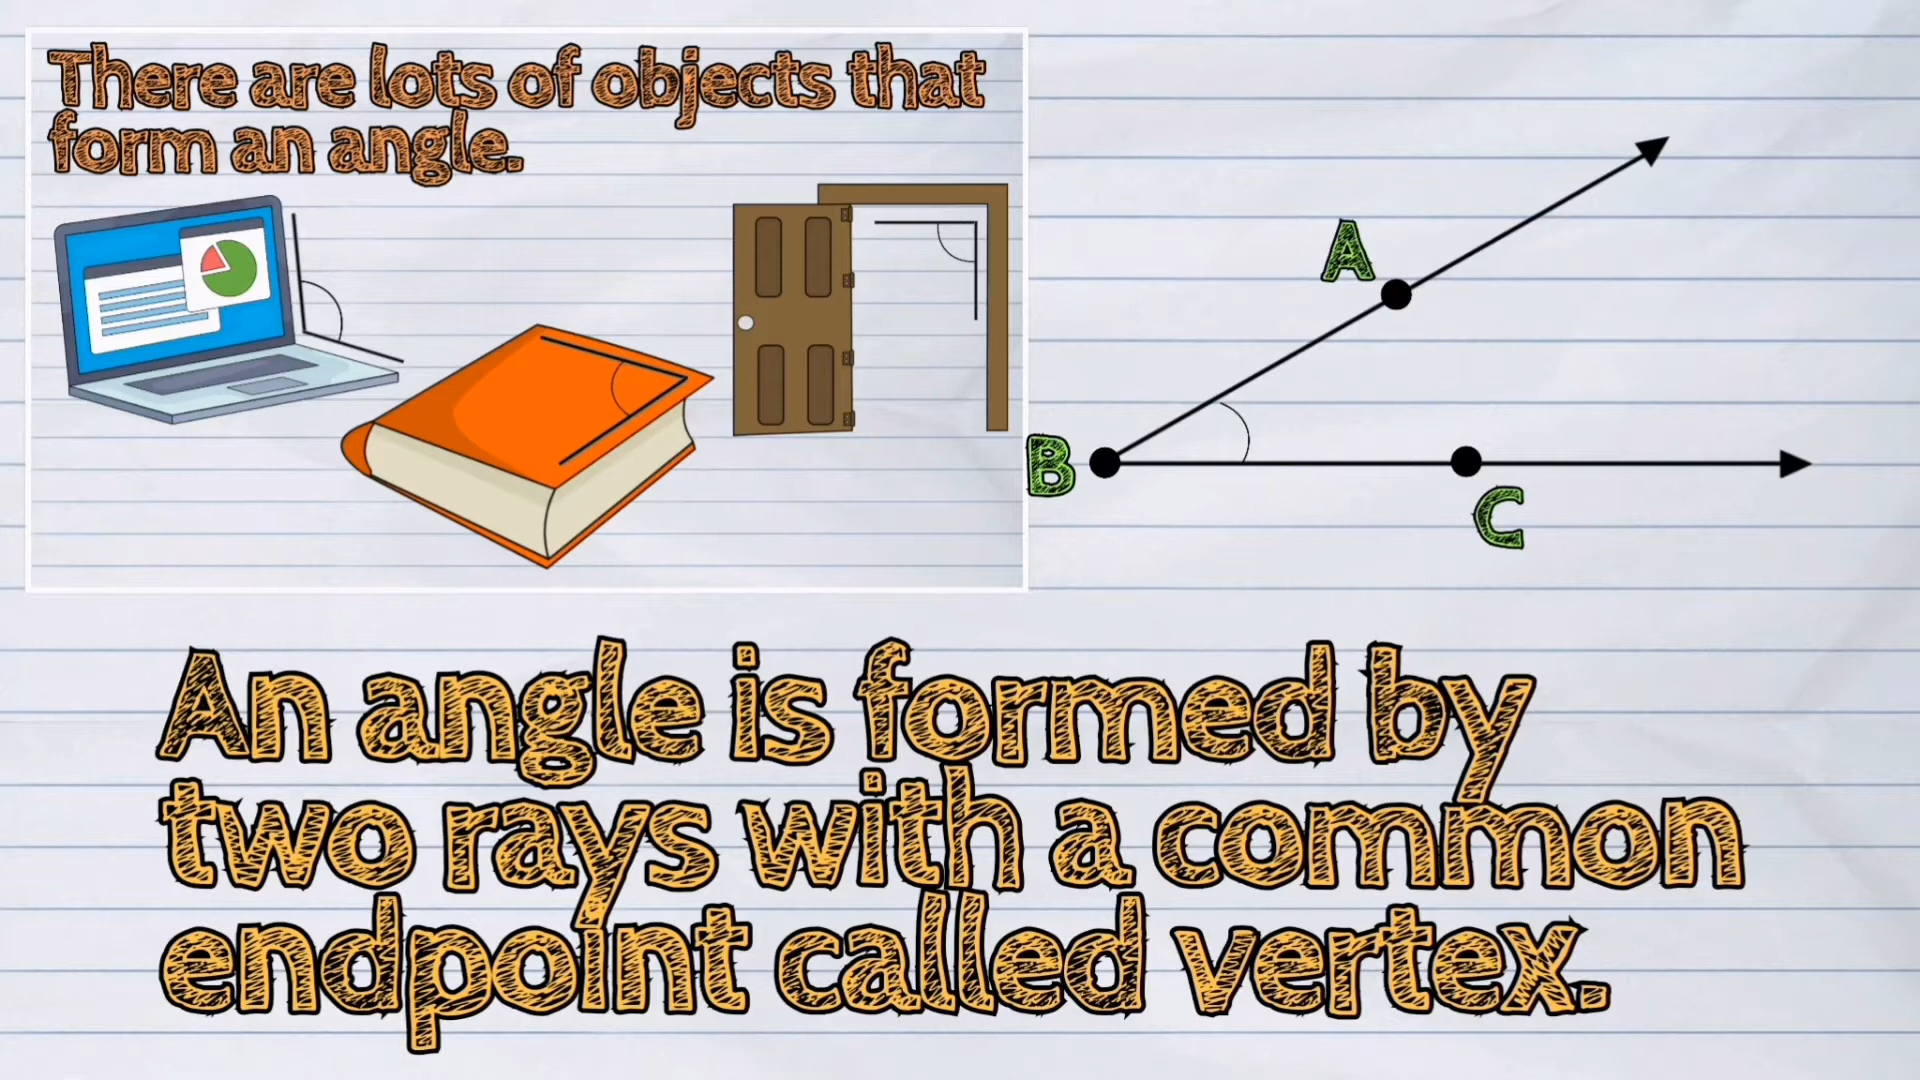 There are lots of objects that
form an angle.
A
B
C
An angle is formed by
two rays with a common
endpoint called vertex.